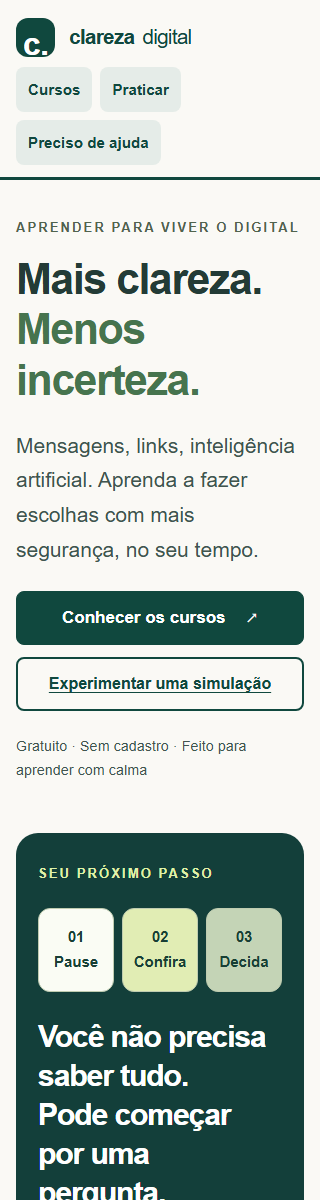 c. clareza digital
Cursos Praticar
Preciso de ajuda
APRENDER PARA VIVER O DIGITAL
Mais clareza.
Menos
incerteza.
Mensagens, links, inteligência
artificial. Aprenda a fazer
escolhas com mais
segurança, no seu tempo.
Conhecer os cursos ↗
Experimentar uma simulação
Gratuito · Sem cadastro · Feito para
aprender com calma
SEU PRÓXIMO PASSO
01 02 03
Pause Confira Decida
Você não precisa
saber tudo.
Pode começar
por uma
pergunta.